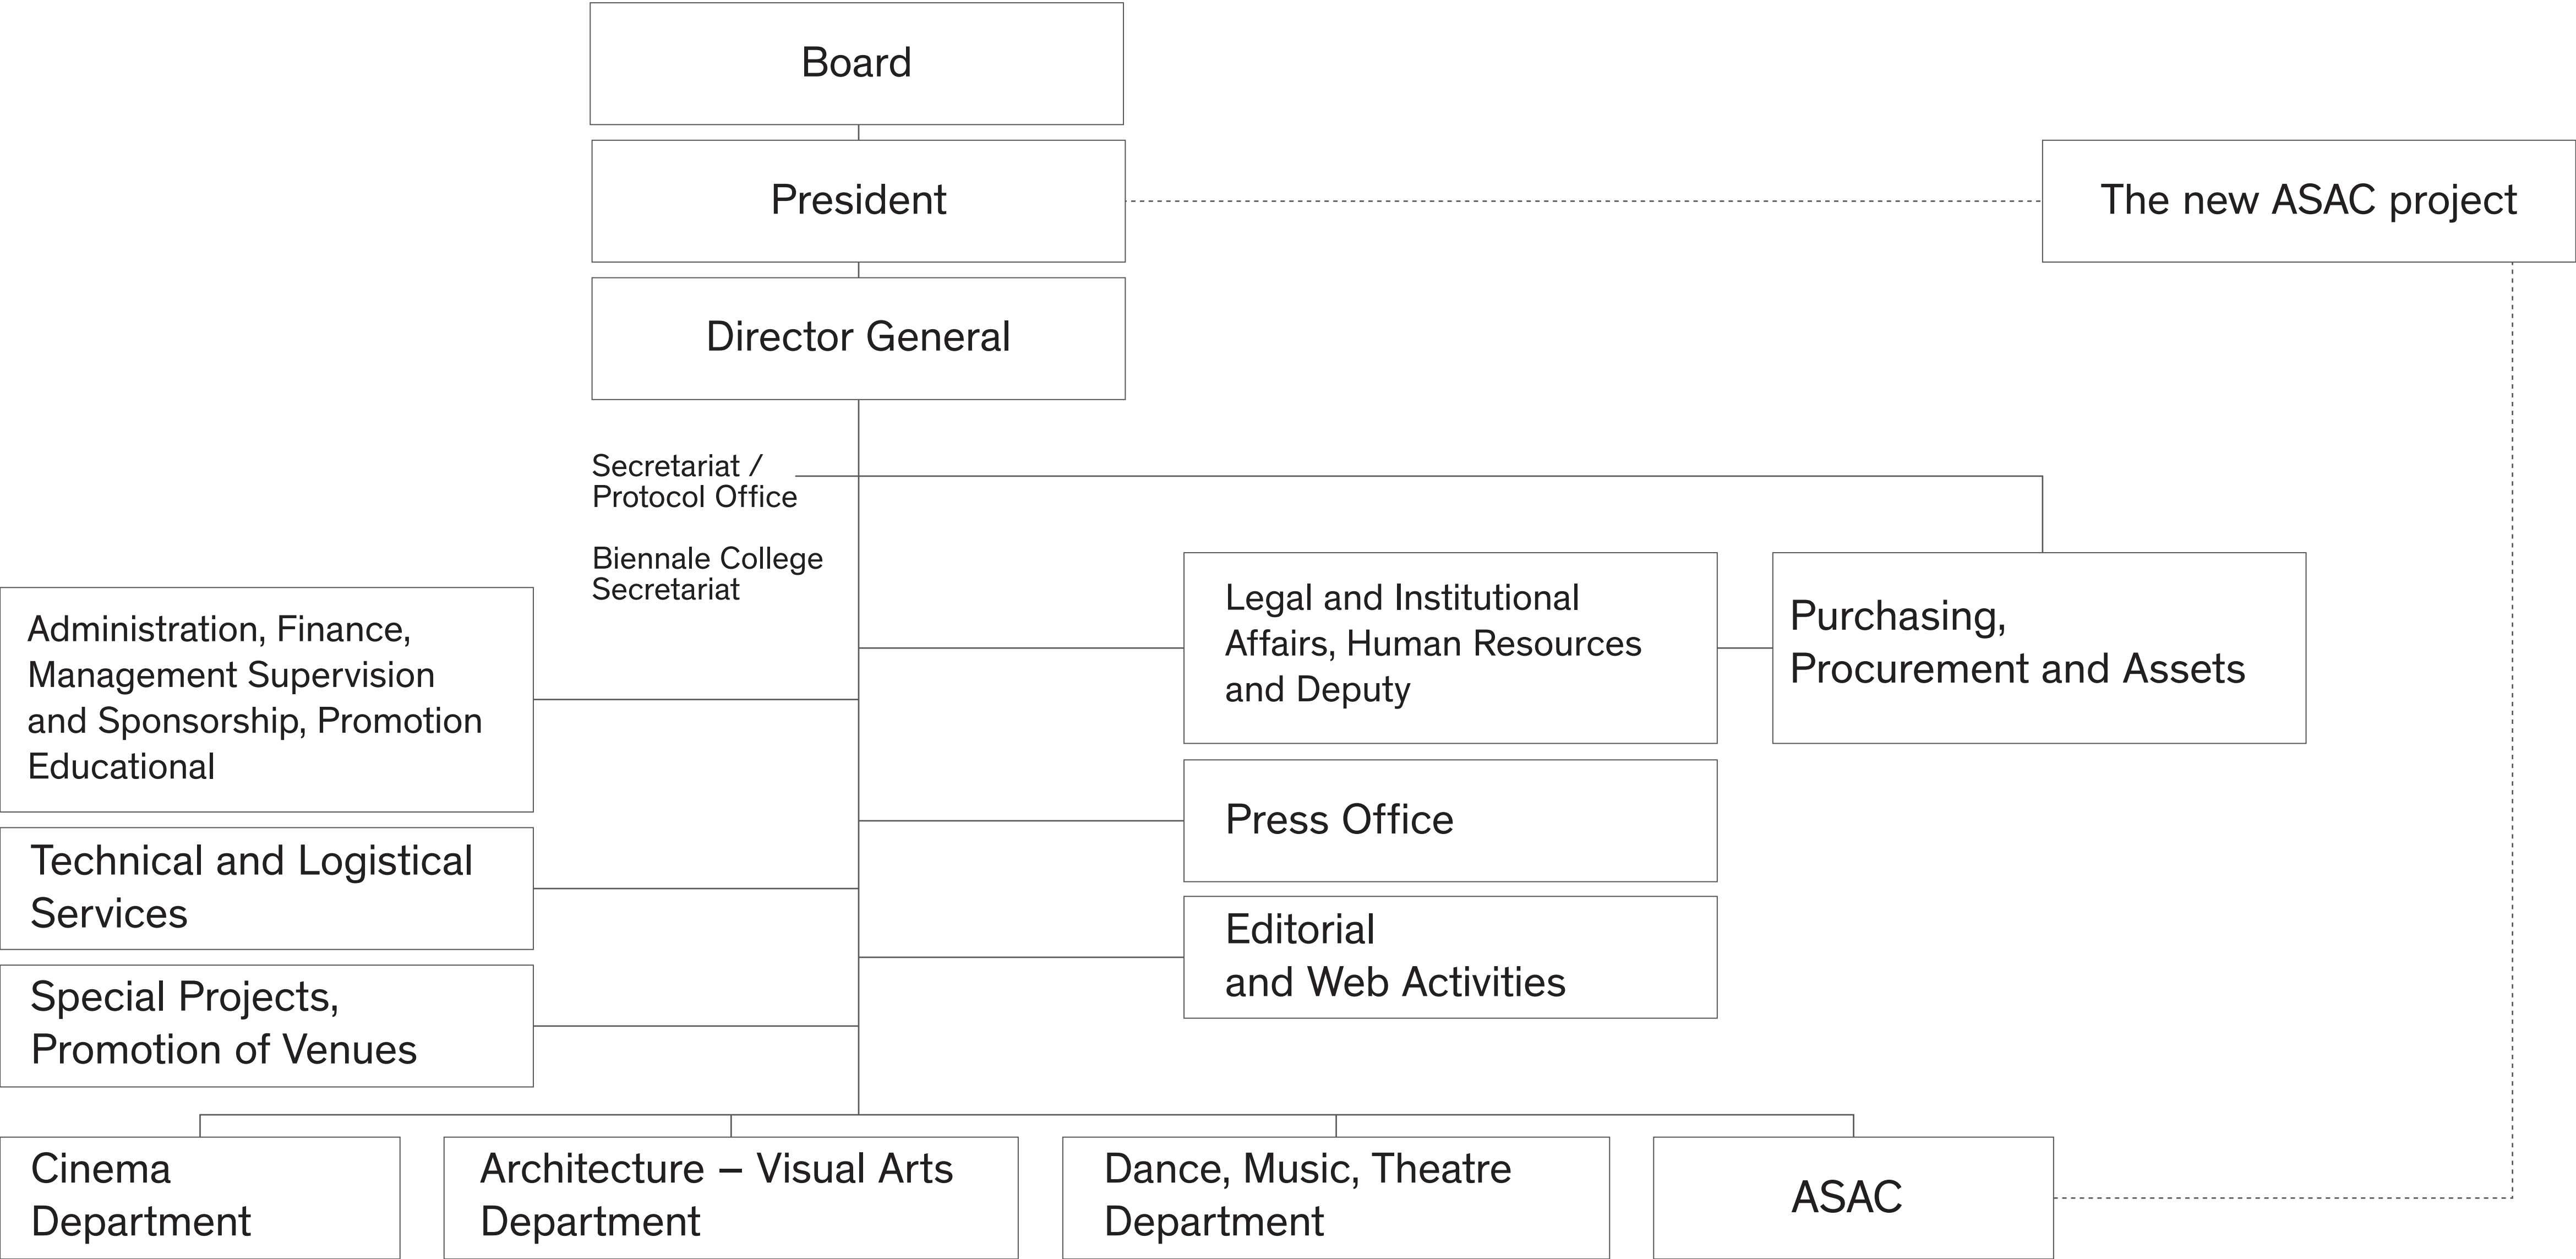 Board
President
The new ASAC project
Director General
Secretariat /
Protocol Office
Biennale College
Secretariat
Administration, Finance,
Management Supervision
and Sponsorship, Promotion
Educational
Legal and Institutional
Affairs, Human Resources
and Deputy
Purchasing,
Procurement and Assets
Press Office
Technical and Logistical
Services
Editorial
and Web Activities
Special Projects,
Promotion of Venues
Cinema
Department
Architecture – Visual Arts
Department
Dance, Music, Theatre
Department
ASAC